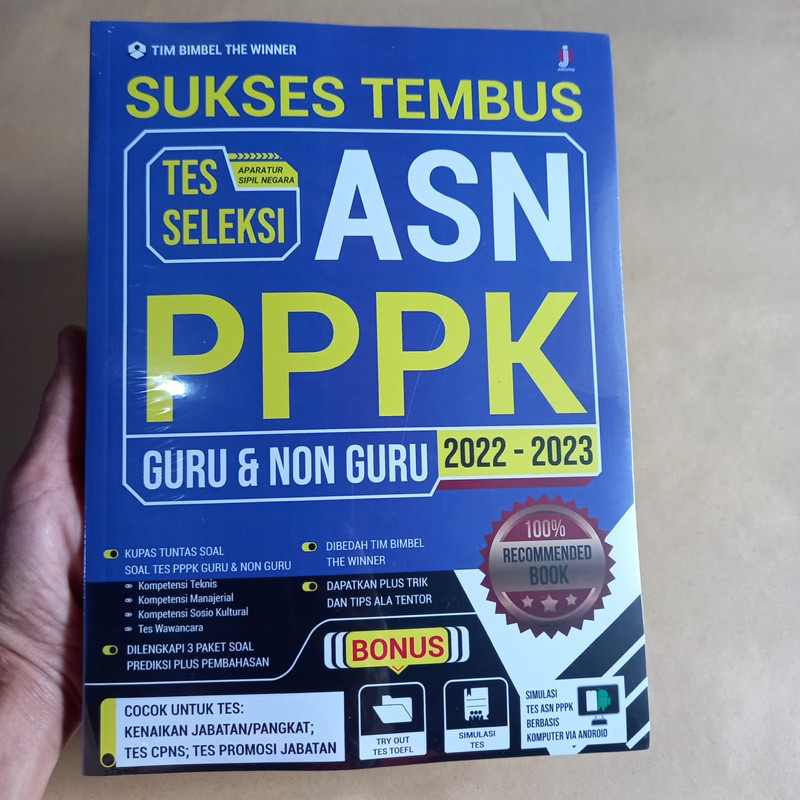 TIM BIMBEL THE WINNER
j
SUKSES TEMBUS
TES
SELEKSI
APARATUR
SIPIL NEGARA
ASN
PPPK
GURU & NON GURU
2022 - 2023
KUPAS TUNTAS SOAL
SOAL TES PPPK GURU & NON GURU
Kompetensi Teknis
Kompetensi Manajerial
Kompetensi Sosio Kultural
Tes Wawancara
DILENGKAPI 3 PAKET SOAL
PREDIKSI PLUS PEMBAHASAN
DIBEDAH TIM BIMBEL
THE WINNER
DAPATKAN PLUS TRIK
DAN TIPS ALA TENTOR
100%
RECOMMENDED
BOOK
BONUS
COCOK UNTUK TES:
KENAIKAN JABATAN/PANGKAT;
TES CPNS; TES PROMOSI JABATAN
TRY OUT
TES TOEFL
SIMULASI
TES
SIMULASI
TES ASN PPPK
BERBASIS
KOMPUTER VIA ANDROID